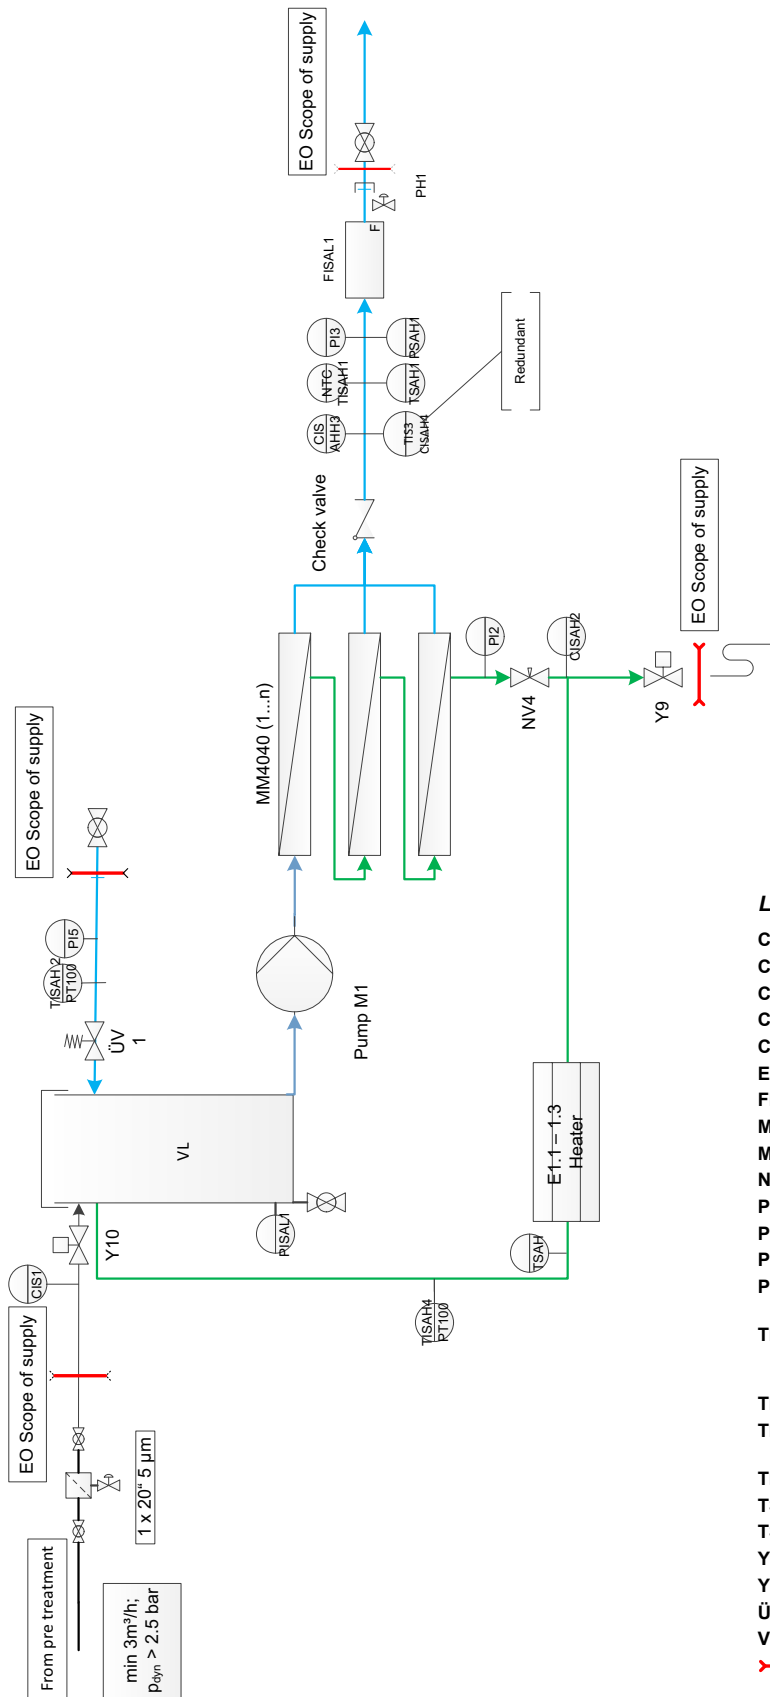 EO Scope of supply
PH1
F
FISAL1
PI3
PSAH1
NTC
TISAH1
TSAH1
CIS
AHH3
TIS3
CISAH4
Redundant
Check valve
EO Scope of supply
MM4040 (1...n)
PI2
CISAH2
NV4
Y9
EO Scope of supply
PI5
TISAH 2
PT100
ÜV
1
Pump M1
VL
E1.1 – 1.3
Heater
Y10
PISAL1
TSAH
CIS1
TISAH4
PT100
EO Scope of supply
1 x 20“ 5 µm
From pre treatment
min 3m³/h;
pdyn > 2.5 bar
L
C
C
C
C
C
E
F
M
M
N
P
P
P
P
T
T
T
T
T
T
Y
Y
Ü
V